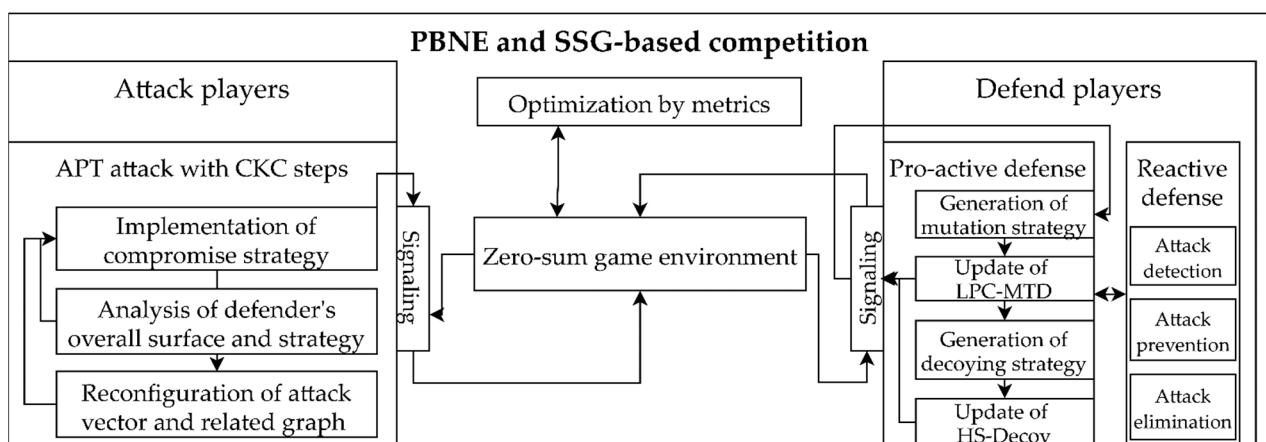 PBNE and SSG-based competition
Attack players
APT attack with CKC steps
Implementation of
compromise strategy
Analysis of defender's
overall surface and strategy
Reconfiguration of attack
vector and related graph
Signaling
Optimization by metrics
Zero-sum game environment
Signaling
Defend players
Pro-active defense
Generation of
mutation strategy
Update of
LPC-MTD
Generation of
decoying strategy
Update of
HS-Decoy
Reactive
defense
Attack
detection
Attack
prevention
Attack
elimination